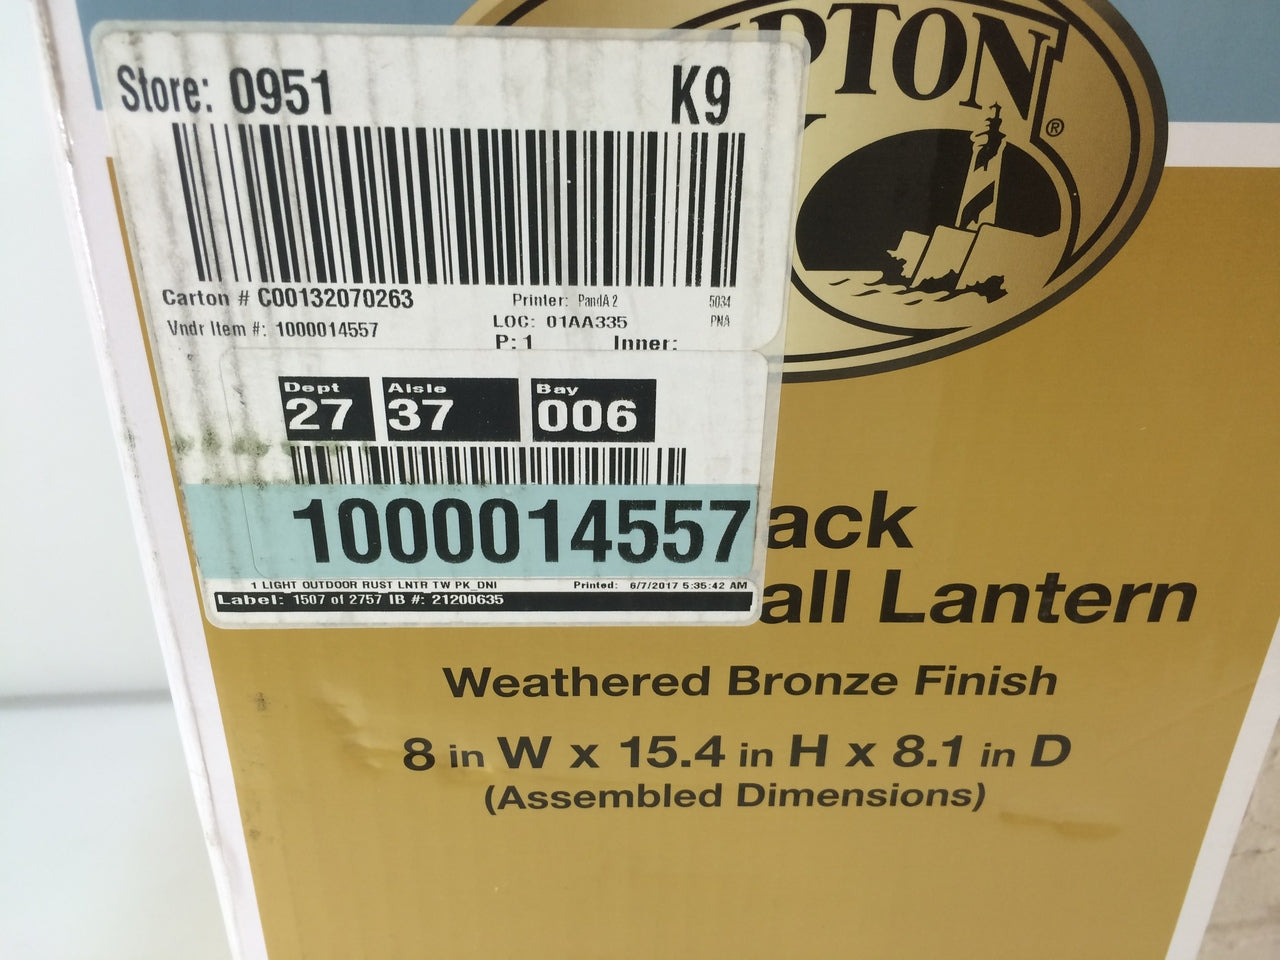 Store: 0951 K9
PTON®
Carton # C00132070263 Printer: PandA 2 5034
Vndr Item #: 1000014557 LOC: 01AA335 PNA
P: 1 Inner:
Dept Aisle Bay
27 37 006
1000014557
1 LIGHT OUTDOOR RUST LNTR TW PK_DNI Printed: 6/7/2017 5:35:42 AM
Label: 1507 of 2757 IB #: 21200635
ack
all Lantern
Weathered Bronze Finish
8 in W x 15.4 in H x 8.1 in D
(Assembled Dimensions)